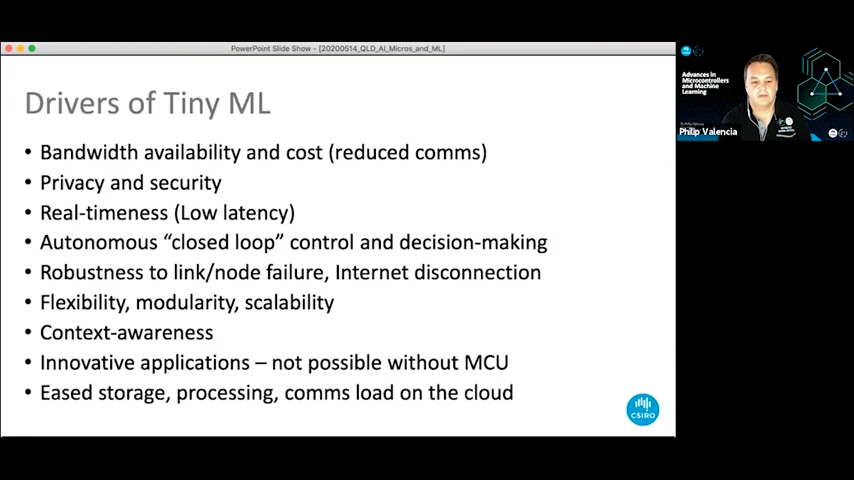 PowerPoint Slide Show - [20200514_QLD_AI_Micros_and_ML]
Drivers of Tiny ML
• Bandwidth availability and cost (reduced comms)
• Privacy and security
• Real-timeness (Low latency)
• Autonomous “closed loop” control and decision-making
• Robustness to link/node failure, Internet disconnection
• Flexibility, modularity, scalability
• Context-awareness
• Innovative applications – not possible without MCU
• Eased storage, processing, comms load on the cloud
CSIRO
Advances in
Microcontrollers
and Machine
Learning
Philip Valencia